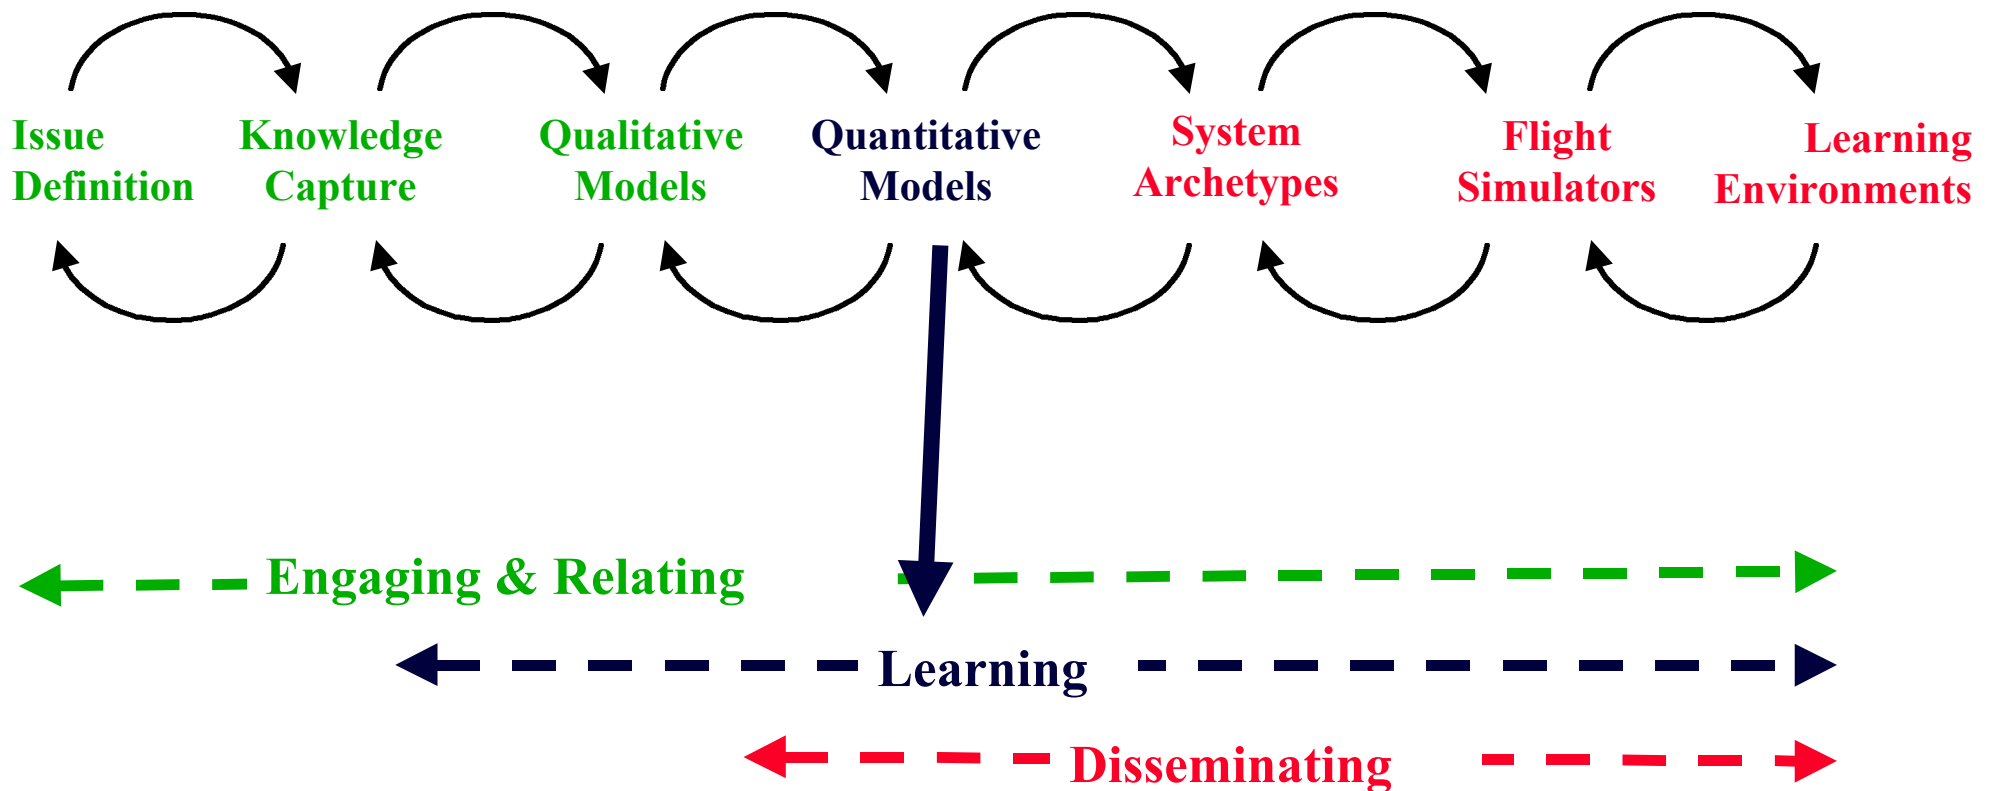 Issue
Definition
Knowledge
Capture
Qualitative
Models
Quantitative
Models
System
Archetypes
Flight
Simulators
Learning
Environments
Engaging & Relating
Learning
Disseminating